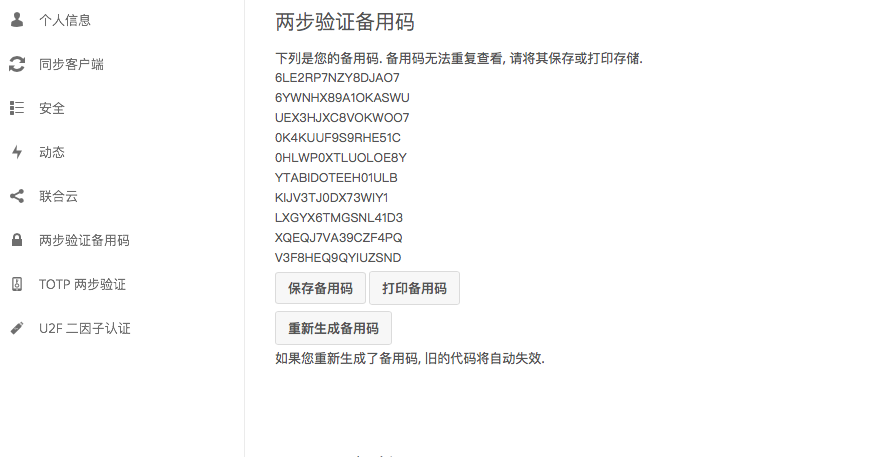 个人信息
同步客户端
安全
动态
联合云
两步验证备用码
TOTP 两步验证
U2F 二因子认证
两步验证备用码
下列是您的备用码. 备用码无法重复查看, 请将其保存或打印存储.
6LE2RP7NZY8DJAO7
6YWNHX89A1OKASWU
UEX3HJXC8VOKWOO7
0K4KUUF9S9RHE51C
0HLWP0XTLUOLOE8Y
YTABIDOTEEH01ULB
KIJV3TJ0DX73WIY1
LXGYX6TMGSNL41D3
XQEQJ7VA39CZF4PQ
V3F8HEQ9QYIUZSND
保存备用码 打印备用码
重新生成备用码
如果您重新生成了备用码, 旧的代码将自动失效.